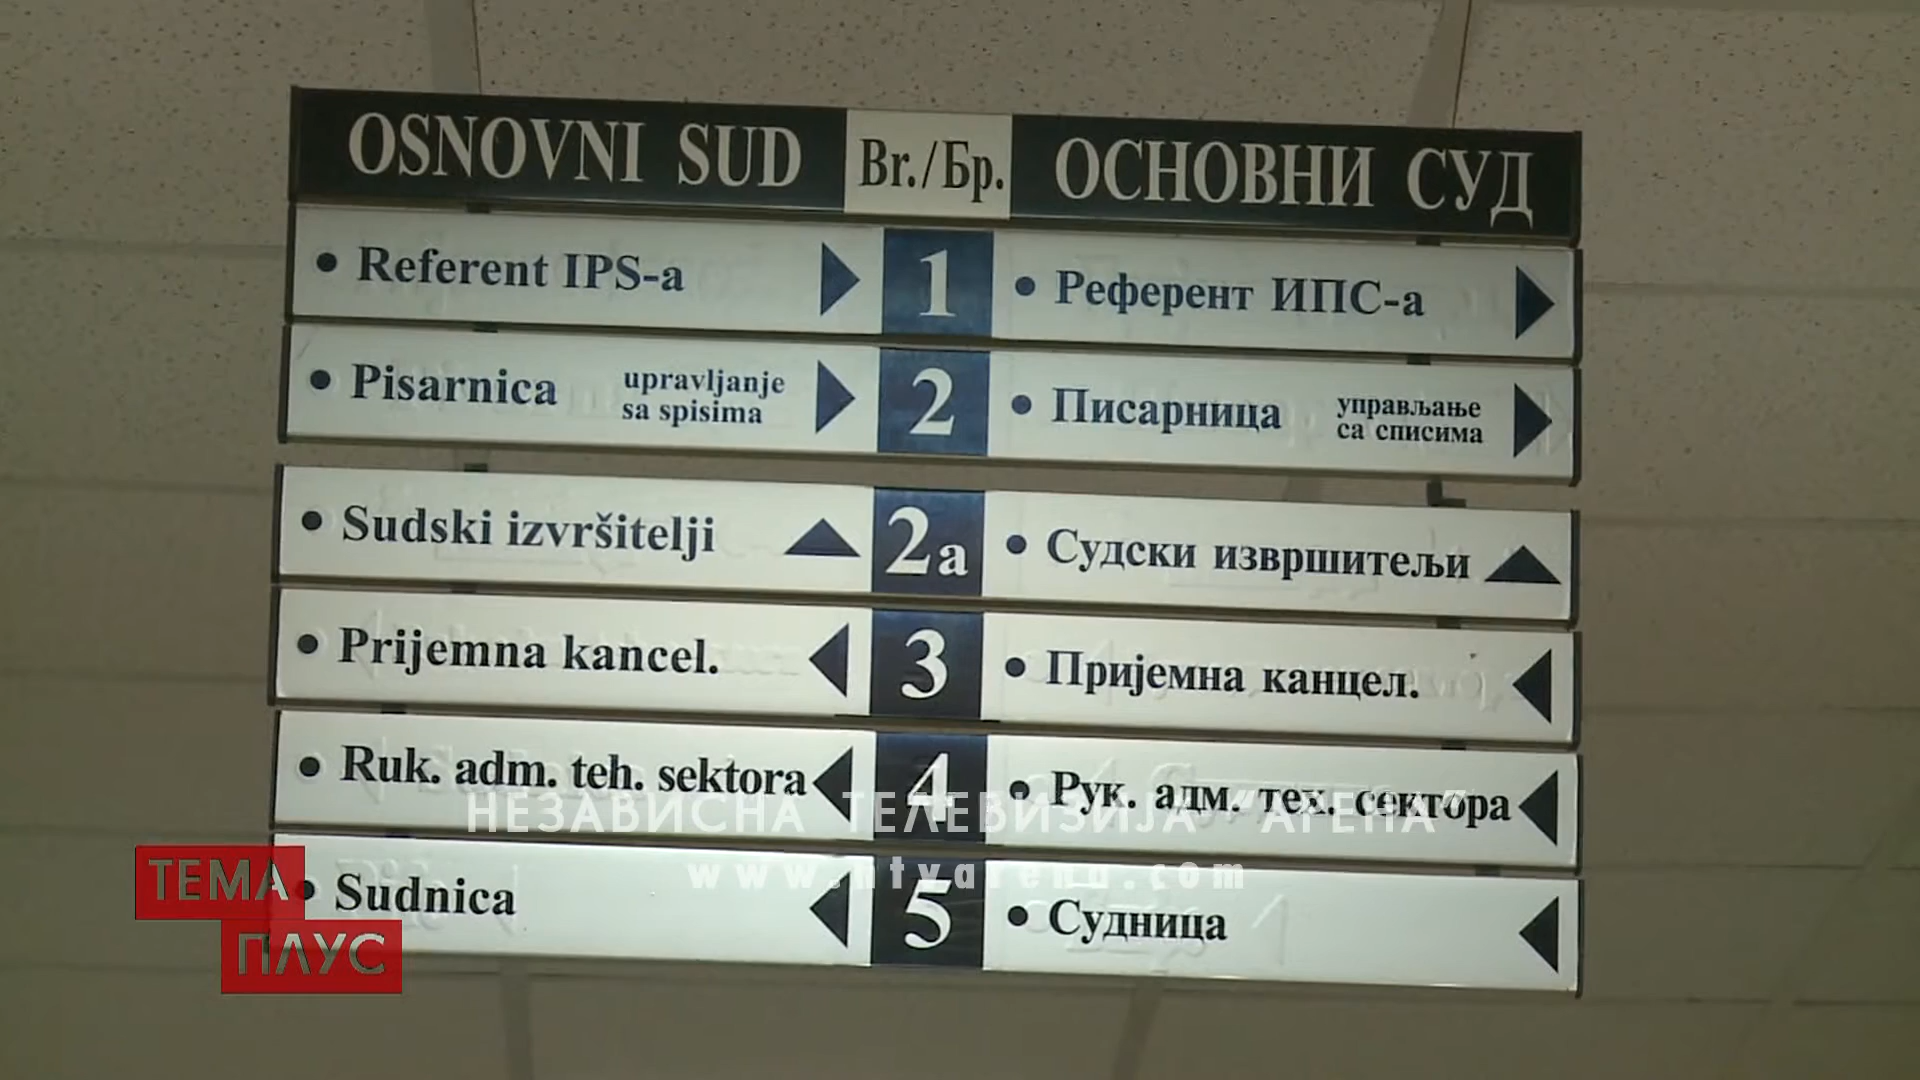 OSNOVNI SUD Br./Бр. ОСНОВНИ СУД
• Referent IPS-a 1 • Референт ИПС-а
• Pisarnica upravljanje sa spisima 2 • Писарница управљање са списима
• Sudski izvršitelji 2a • Судски извршитељи
• Prijemna kancel. 3 • Пријемна канцел.
• Ruk. adm. teh. sektora 4 • Рук. адм. тех. сектора
НЕЗАВИСНА ТЕЛЕВИЗИЈА "АРЕНА"
www.ntvarena.com
• Sudnica 5 • Судница
ТЕМА
ПЛУС